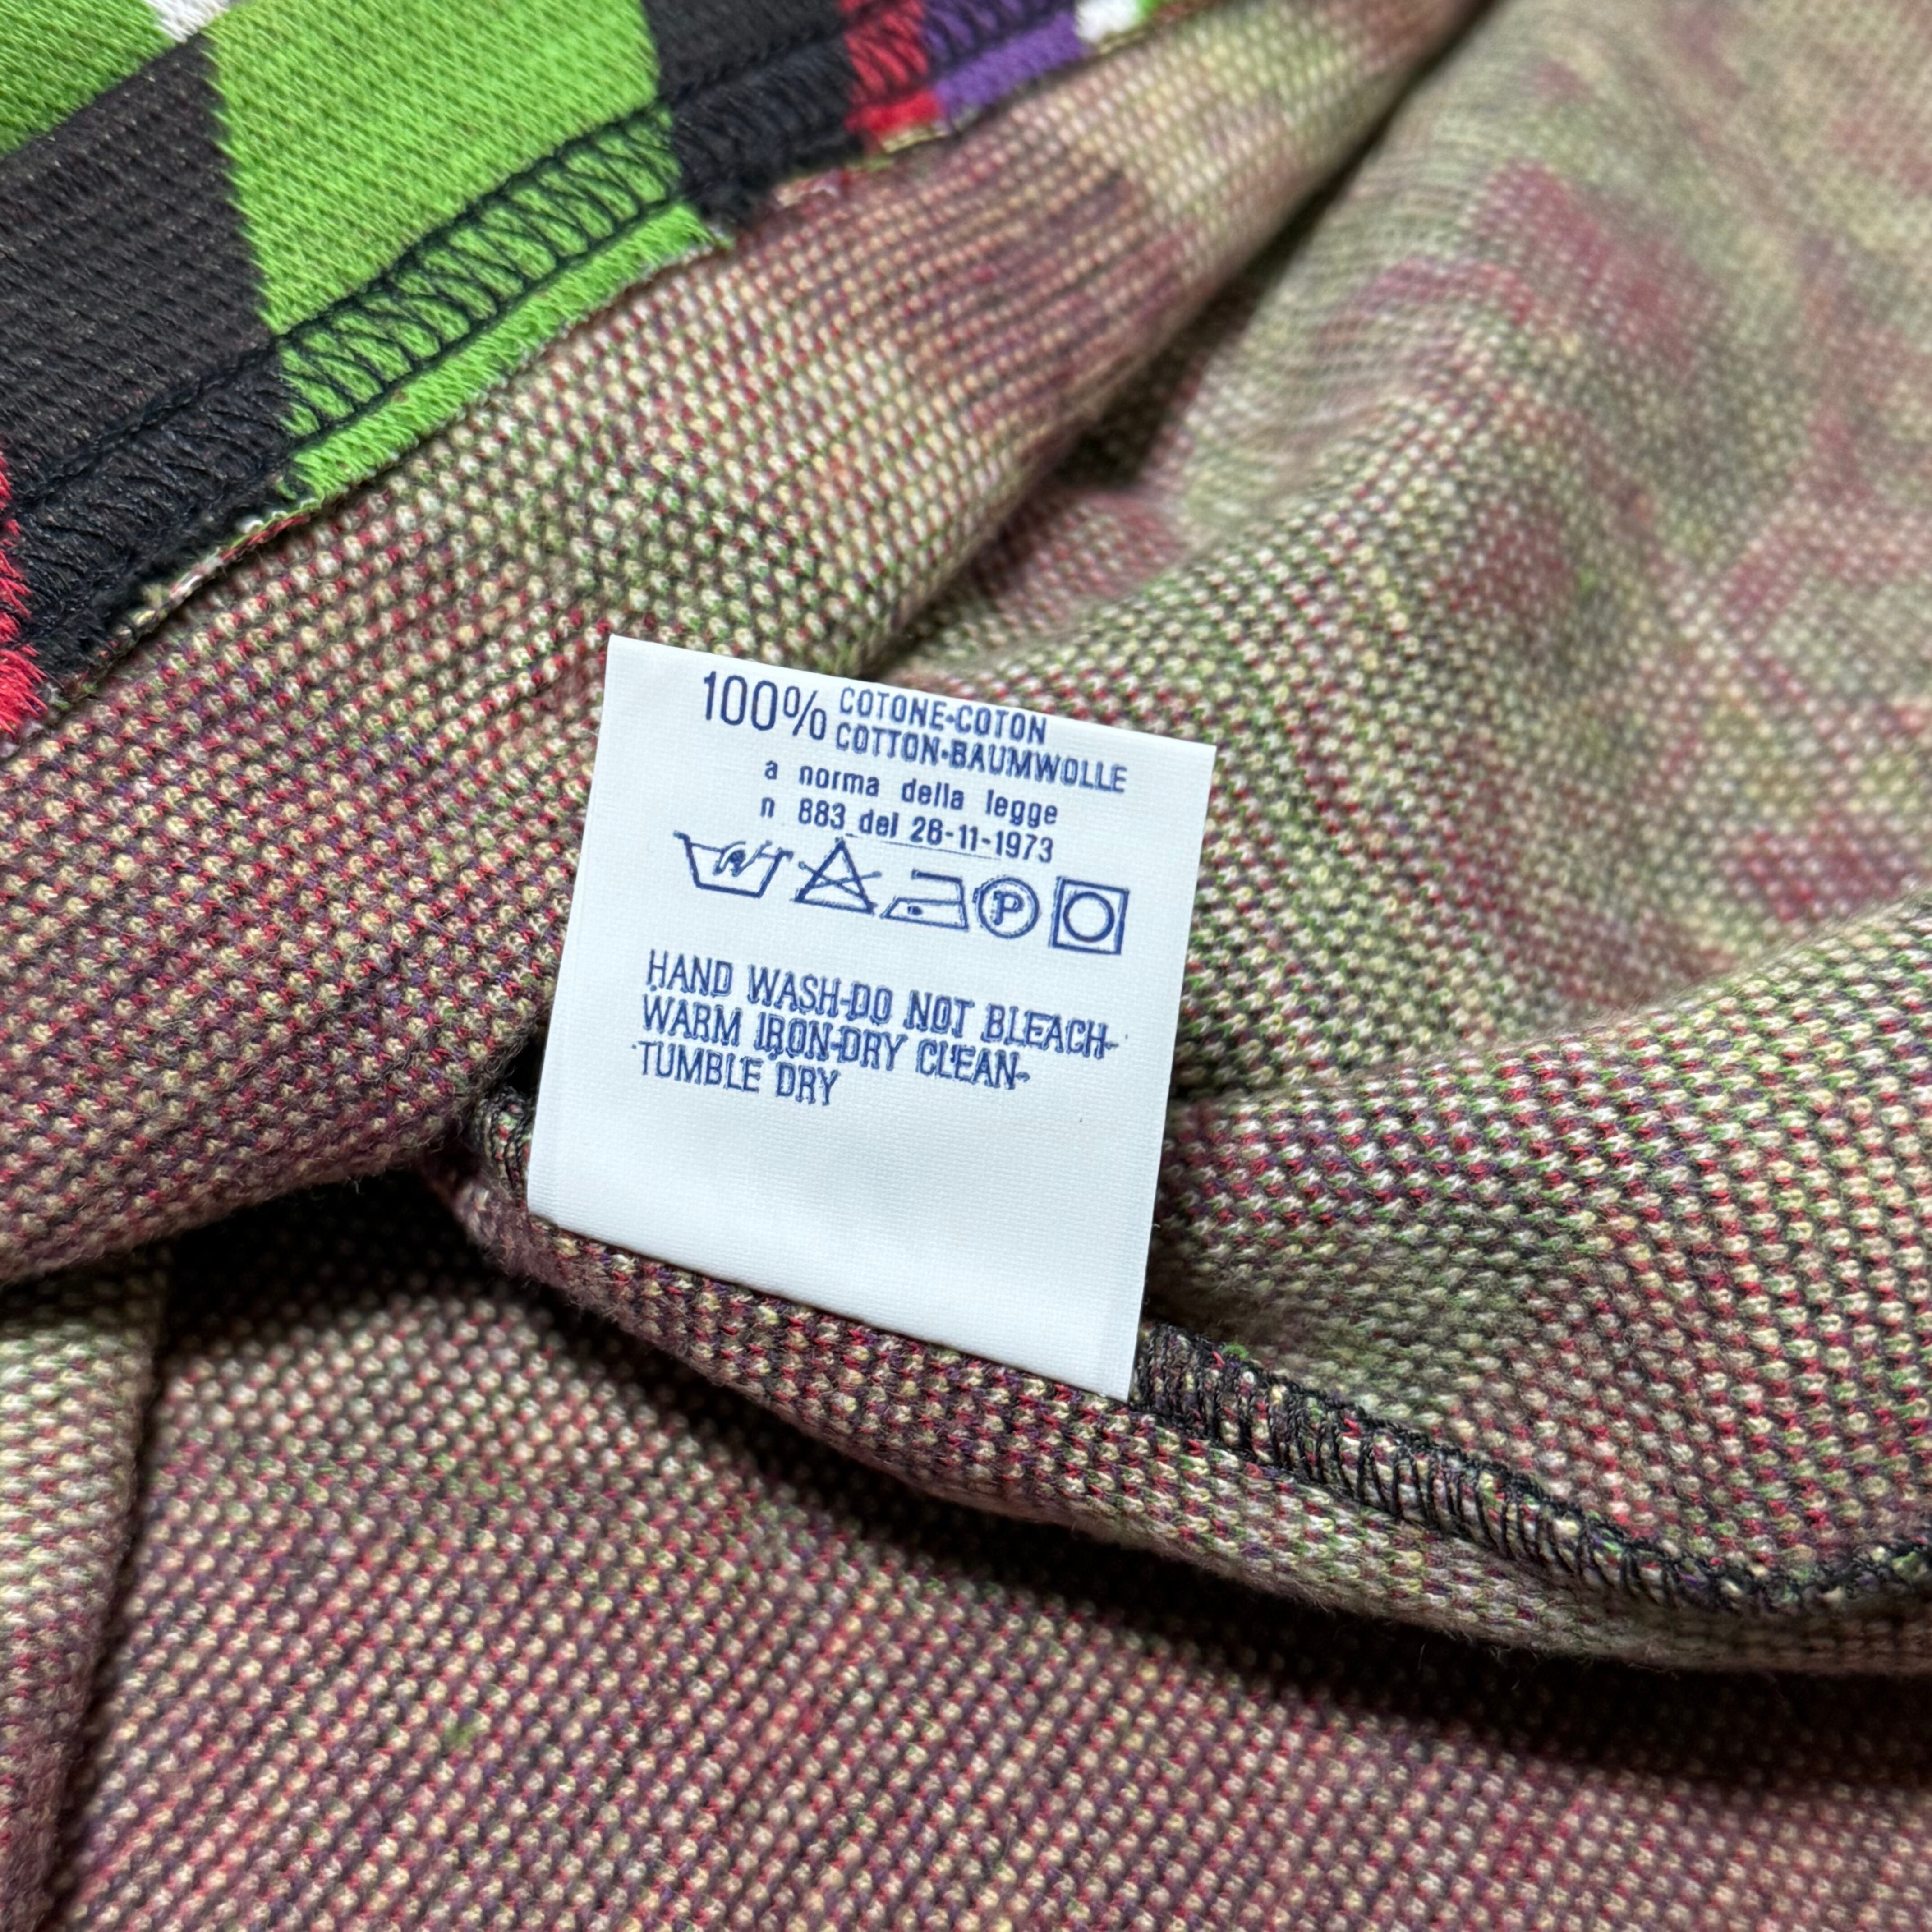 100% COTONE-COTON
COTTON-BAUMWOLLE
a norma della legge
n 883 del 26-11-1973
P
HAND WASH-DO NOT BLEACH-
WARM IRON-DRY CLEAN-
TUMBLE DRY